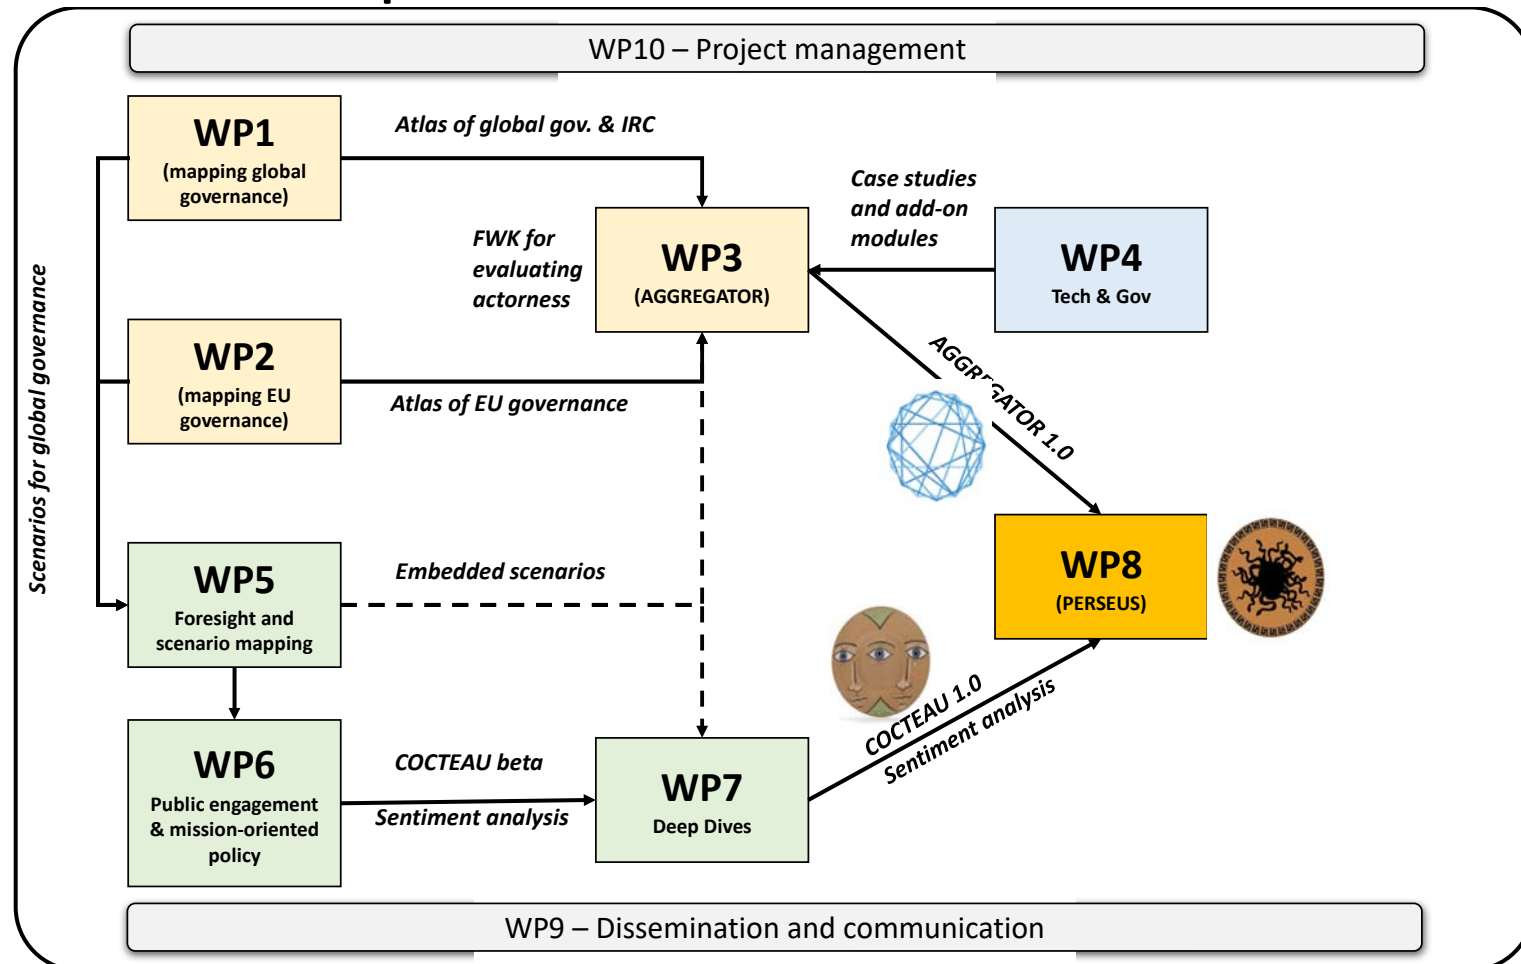 WP10 – Project management
WP1
(mapping global
governance)
Atlas of global gov. & IRC
Case studies
and add-on
modules
FWK for
evaluating
actorness
WP3
(AGGREGATOR)
WP4
Tech & Gov
Scenarios for global governance
WP2
(mapping EU
governance)
Atlas of EU governance
AGGREGATOR 1.0
WP5
Foresight and
scenario mapping
Embedded scenarios
WP8
(PERSEUS)
WP6
Public engagement
& mission-oriented
policy
COCTEAU beta
Sentiment analysis
WP7
Deep Dives
COCTEAU 1.0
Sentiment analysis
WP9 – Dissemination and communication